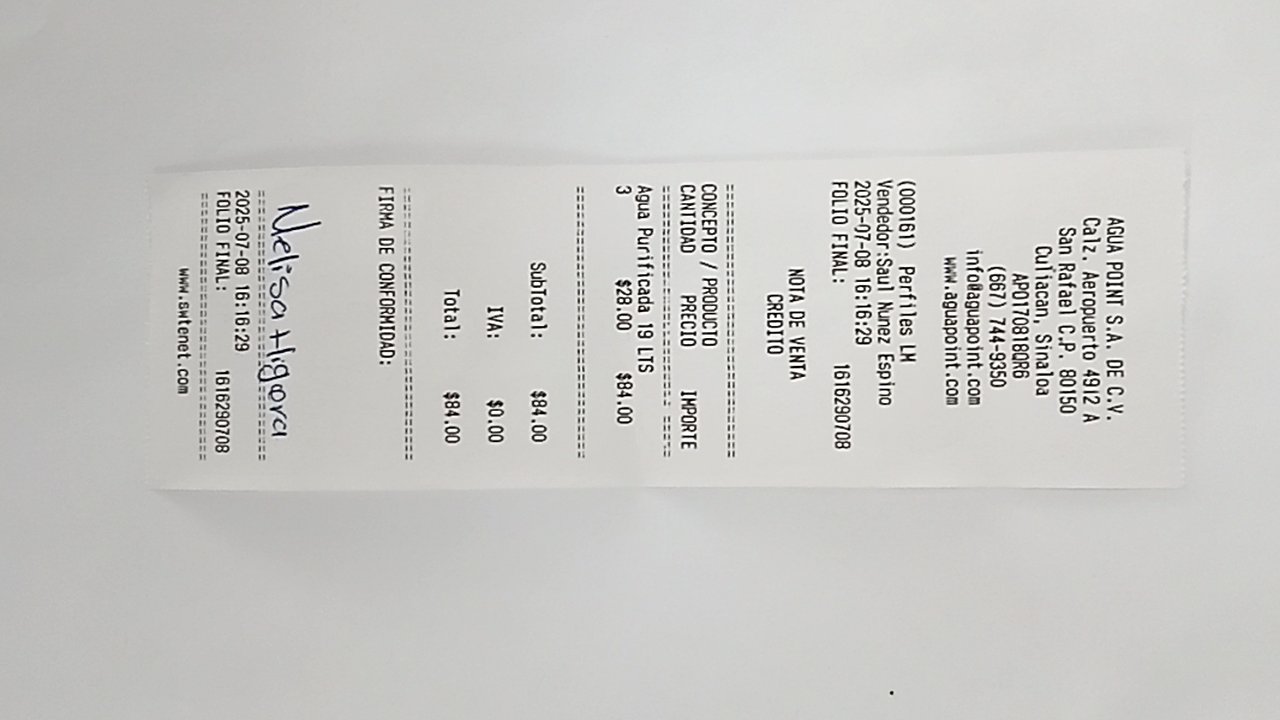 AGUA POINT S.A. DE C.V.
Calz. Aeropuerto 4912 A
San Rafael C.P. 80150
Culiacan, Sinaloa
APO170818QR6
(667) 744-9350
info@aguapoint.com
www.aguapoint.com
(000161) Perfiles LM
Vendedor:Saul Nunez Espino
2025-07-08 16:16:29
FOLIO FINAL: 1616290708
NOTA DE VENTA
CREDITO
CONCEPTO / PRODUCTO
CANTIDAD PRECIO IMPORTE
Agua Purificada 19 LTS
3 $28.00 $84.00
SubTotal: $84.00
IVA: $0.00
Total: $84.00
FIRMA DE CONFORMIDAD:
Melissa
2025-07-08 16:16:29
FOLIO FINAL: 1616290708
www.swtenet.com